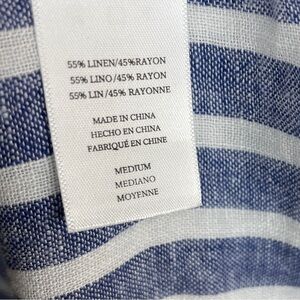 55% LINEN/45% RAYON
55% LINO/45% RAYON
55% LIN/45% RAYONNE
MADE IN CHINA
HECHO EN CHINA
FABRIQUÉ EN CHINE
MEDIUM
MEDIANO
MOYENNE